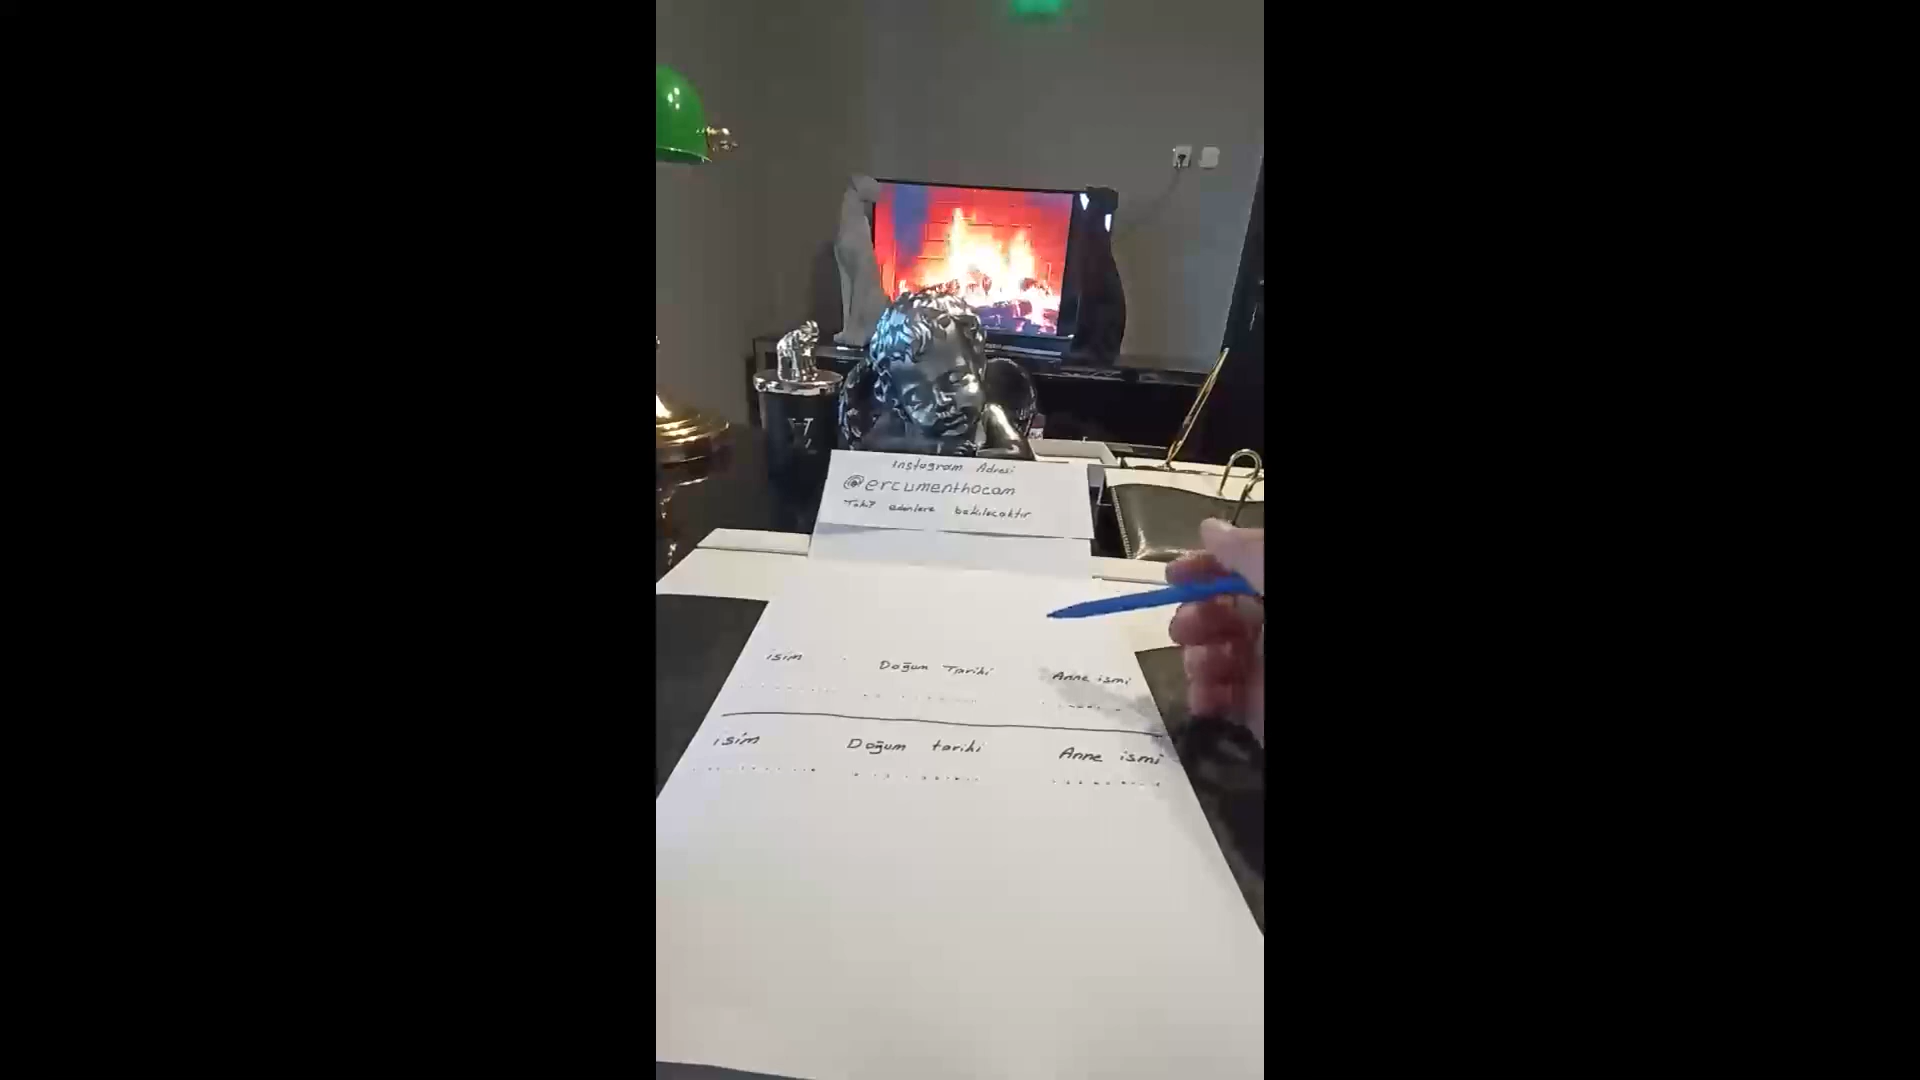 instagram Adresi
@ercumenthocam
Takip edenlere bakılacaktır
isim Doğum Tarihi Anne ismi
isim Doğum tarihi Anne ismi